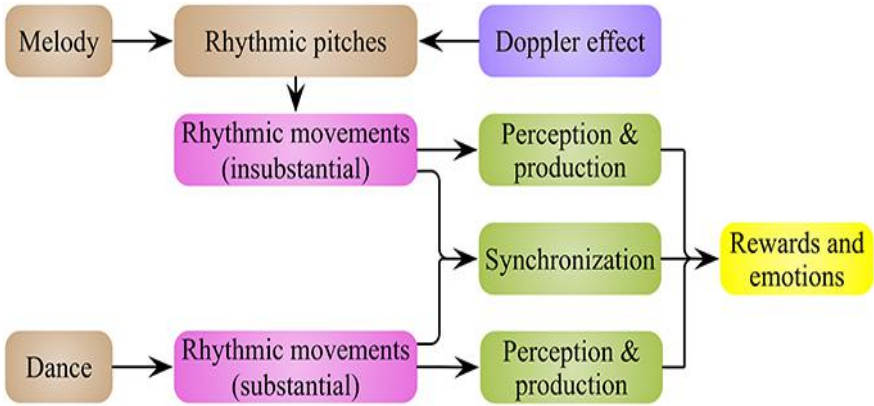 Melody
Rhythmic pitches
Doppler effect
Rhythmic movements
(insubstantial)
Perception &
production
Synchronization
Rewards and
emotions
Dance
Rhythmic movements
(substantial)
Perception &
production